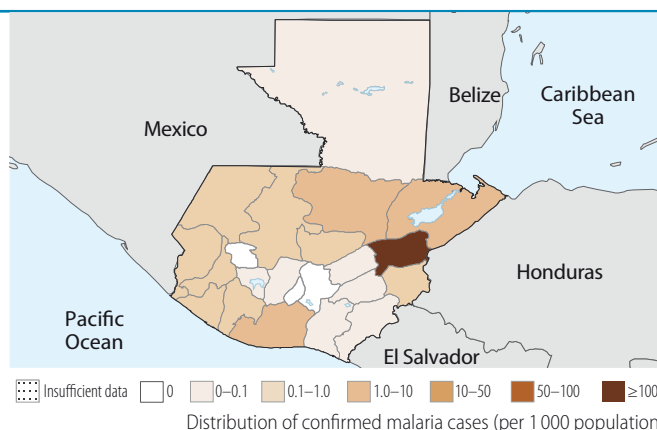 Belize
Caribbean
Sea
Mexico
Honduras
Pacific
Ocean
El Salvador
Insufficient data 0 0–0.1 0.1–1.0 1.0–10 10–50 50–100 ≥100
Distribution of confirmed malaria cases (per 1 000 population